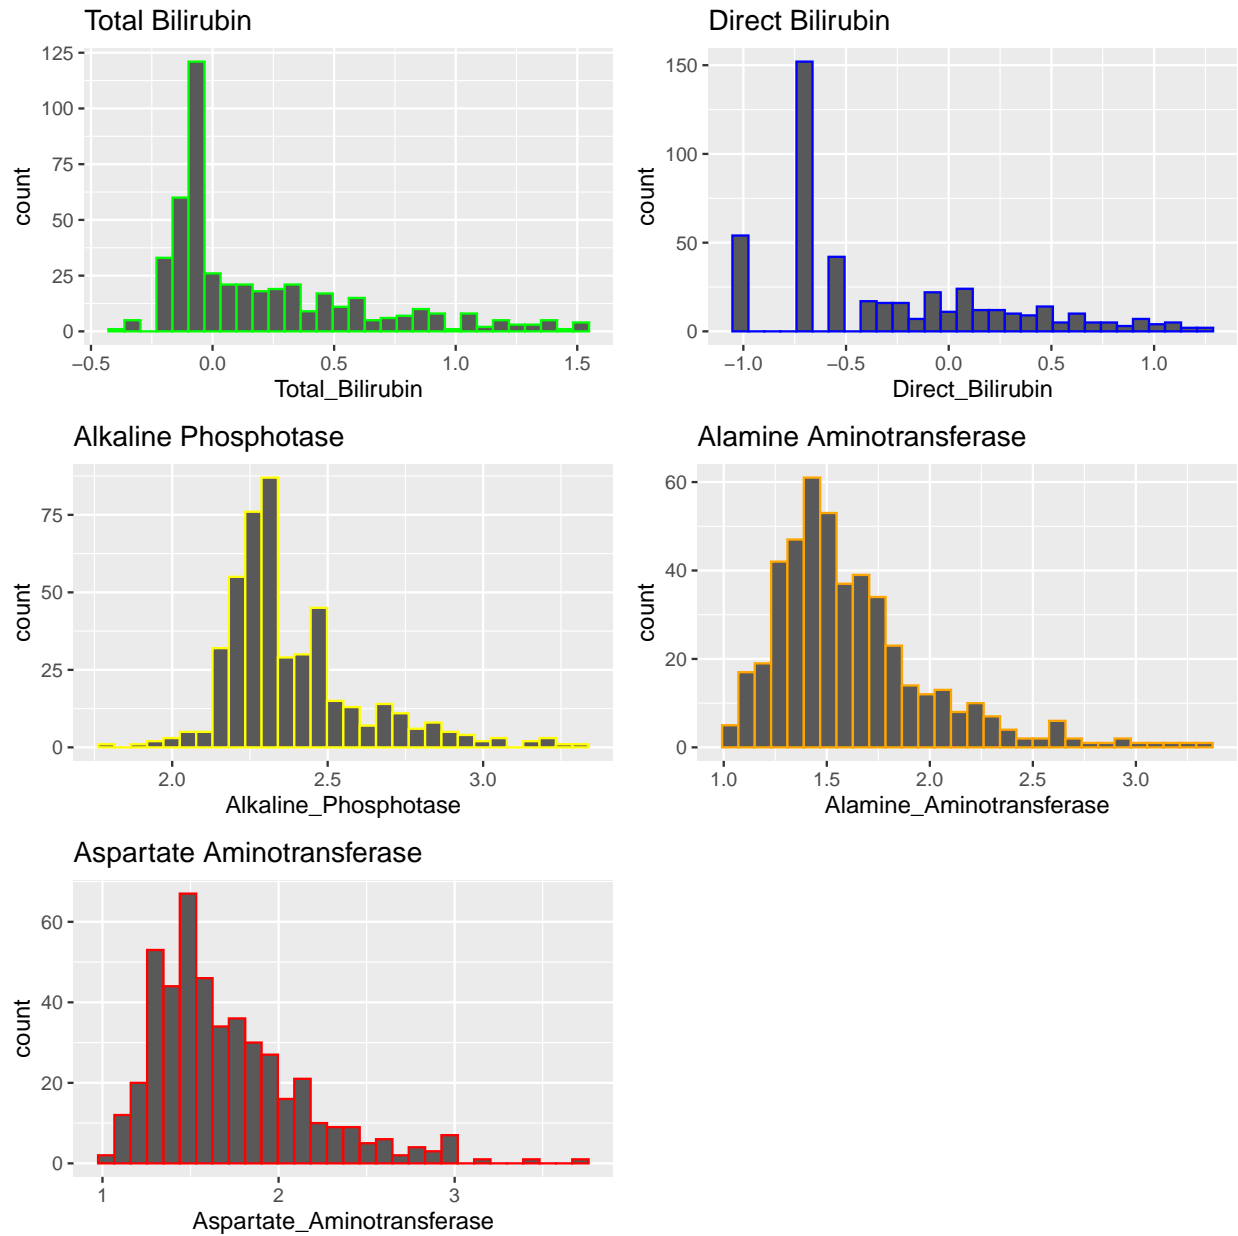 Total Bilirubin
125
100
75
50
25
0
count
−0.5
0.0
0.5
1.0
1.5
Total_Bilirubin
Direct Bilirubin
150
100
50
0
count
−1.0
−0.5
0.0
0.5
1.0
Direct_Bilirubin
Alkaline Phosphotase
75
50
25
0
count
2.0
2.5
3.0
Alkaline_Phosphotase
Alamine Aminotransferase
60
40
20
0
count
1.0
1.5
2.0
2.5
3.0
Alamine_Aminotransferase
Aspartate Aminotransferase
60
40
20
0
count
1
2
3
Aspartate_Aminotransferase